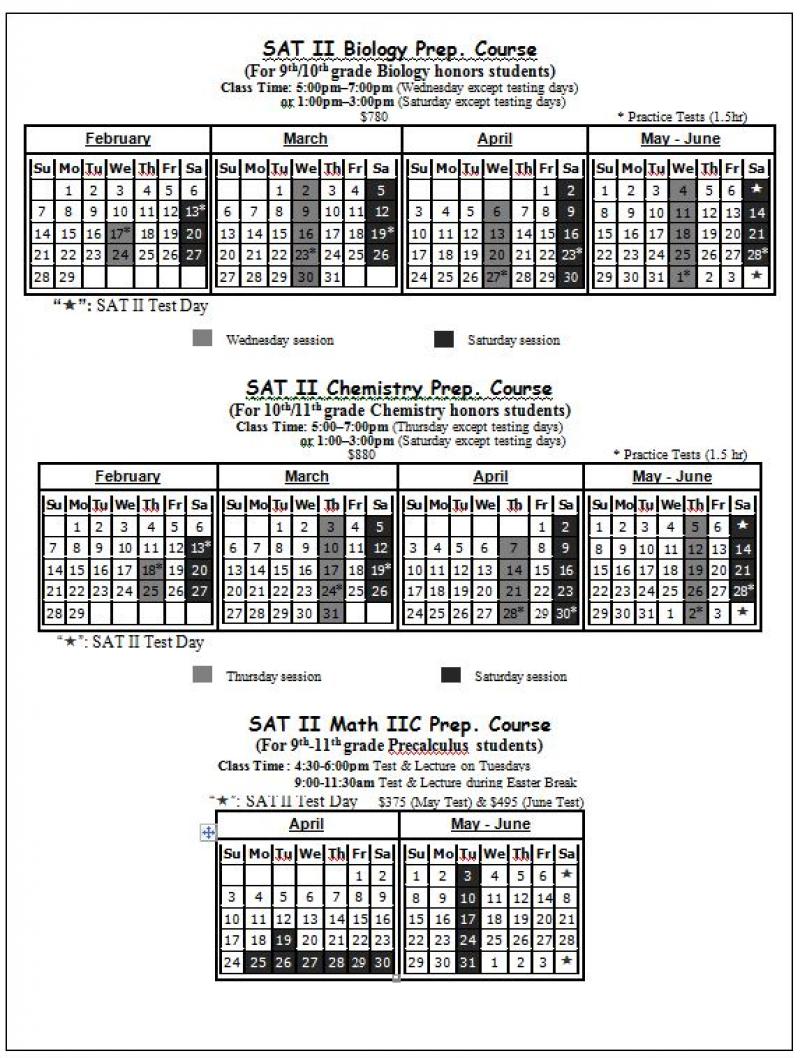 SAT II Biology Prep. Course
(For 9th/10th grade Biology honors students)
Class Time: 5:00pm–7:00pm (Wednesday except testing days)
or 1:00pm–3:00pm (Saturday except testing days)
$780 * Practice Tests (1.5hr)
February March April May - June
Su Mo Tu We Th Fr Sa Su Mo Tu We Th Fr Sa Su Mo Tu We Th Fr Sa Su Mo Tu We Th Fr Sa
1 2 3 4 5 6 1 2 3 4 5 1 2 1 2 3 4 5 6 ★
7 8 9 10 11 12 13* 6 7 8 9 10 11 12 3 4 5 6 7 8 9 8 9 10 11 12 13 14
14 15 16 17* 18 19 20 13 14 15 16 17 18 19* 10 11 12 13 14 15 16 15 16 17 18 19 20 21
21 22 23 24 25 26 27 20 21 22 23* 24 25 26 17 18 19 20 21 22 23* 22 23 24 25 26 27 28*
28 29 27 28 29 30 31 24 25 26 27* 28 29 30 29 30 31 1* 2 3 ★
“★”: SAT II Test Day
Wednesday session Saturday session
SAT II Chemistry Prep. Course
(For 10th/11th grade Chemistry honors students)
Class Time: 5:00–7:00pm (Thursday except testing days)
or 1:00–3:00pm (Saturday except testing days)
$880 * Practice Tests (1.5 hr)
February March April May - June
Su Mo Tu We Th Fr Sa Su Mo Tu We Th Fr Sa Su Mo Tu We Th Fr Sa Su Mo Tu We Th Fr Sa
1 2 3 4 5 6 1 2 3 4 5 1 2 1 2 3 4 5 6 ★
7 8 9 10 11 12 13* 6 7 8 9 10 11 12 3 4 5 6 7 8 9 8 9 10 11 12 13 14
14 15 16 17 18* 19 20 13 14 15 16 17 18 19* 10 11 12 13 14 15 16 15 16 17 18 19 20 21
21 22 23 24 25 26 27 20 21 22 23 24* 25 26 17 18 19 20 21 22 23 22 23 24 25 26 27 28*
28 29 27 28 29 30 31 24 25 26 27 28* 29 30* 29 30 31 1 2* 3 ★
“★”: SAT II Test Day
Thursday session Saturday session
SAT II Math IIC Prep. Course
(For 9th-11th grade Precalculus students)
Class Time : 4:30-6:00pm Test & Lecture on Tuesdays
9:00-11:30am Test & Lecture during Easter Break
“★”: SAT II Test Day $375 (May Test) & $495 (June Test)
April May - June
Su Mo Tu We Th Fr Sa Su Mo Tu We Th Fr Sa
1 2 1 2 3 4 5 6 ★
3 4 5 6 7 8 9 8 9 10 11 12 14 8
10 11 12 13 14 15 16 15 16 17 18 19 20 21
17 18 19 20 21 22 23 22 23 24 25 26 27 28
24 25 26 27 28 29 30 29 30 31 1 2 3 ★